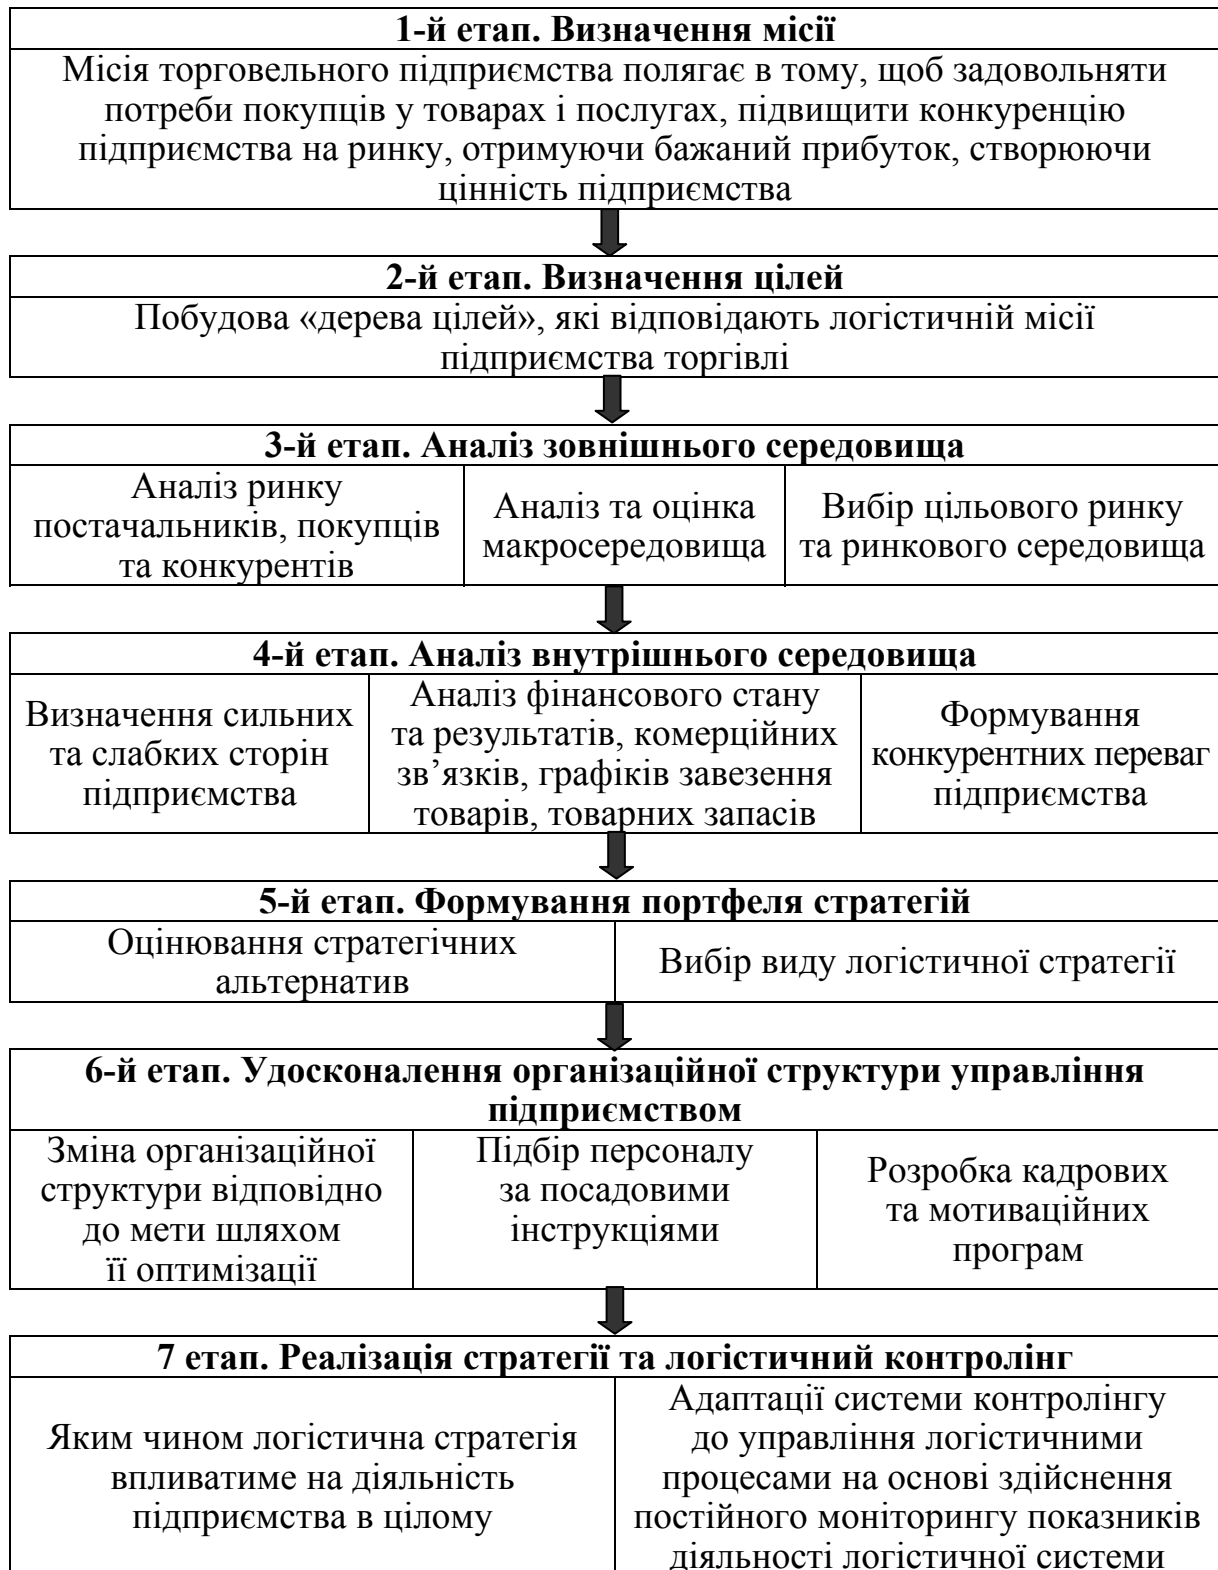 1-й етап. Визначення місії
Місія торговельного підприємства полягає в тому, щоб задовольняти
потреби покупців у товарах і послугах, підвищити конкуренцію
підприємства на ринку, отримуючи бажаний прибуток, створюючи
цінність підприємства
2-й етап. Визначення цілей
Побудова «дерева цілей», які відповідають логістичній місії
підприємства торгівлі
3-й етап. Аналіз зовнішнього середовища
Аналіз ринку
постачальників, покупців
та конкурентів
Аналіз та оцінка
макросередовища
Вибір цільового ринку
та ринкового середовища
4-й етап. Аналіз внутрішнього середовища
Визначення сильних
та слабких сторін
підприємства
Аналіз фінансового стану
та результатів, комерційних
зв’язків, графіків завезення
товарів, товарних запасів
Формування
конкурентних переваг
підприємства
5-й етап. Формування портфеля стратегій
Оцінювання стратегічних
альтернатив
Вибір виду логістичної стратегії
6-й етап. Удосконалення організаційної структури управління
підприємством
Зміна організаційної
структури відповідно
до мети шляхом
її оптимізації
Підбір персоналу
за посадовими
інструкціями
Розробка кадрових
та мотиваційних
програм
7 етап. Реалізація стратегії та логістичний контролінг
Яким чином логістична стратегія
впливатиме на діяльність
підприємства в цілому
Адаптації системи контролінгу
до управління логістичними
процесами на основі здійснення
постійного моніторингу показників
діяльності логістичної системи